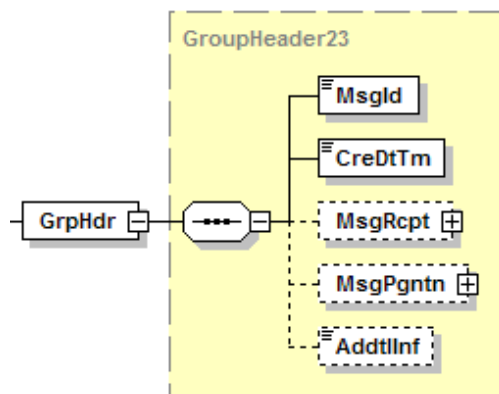 GroupHeader23
MsgId
CreDtTm
GrpHdr
MsgRcpt
MsgPgntn
AddtlInf